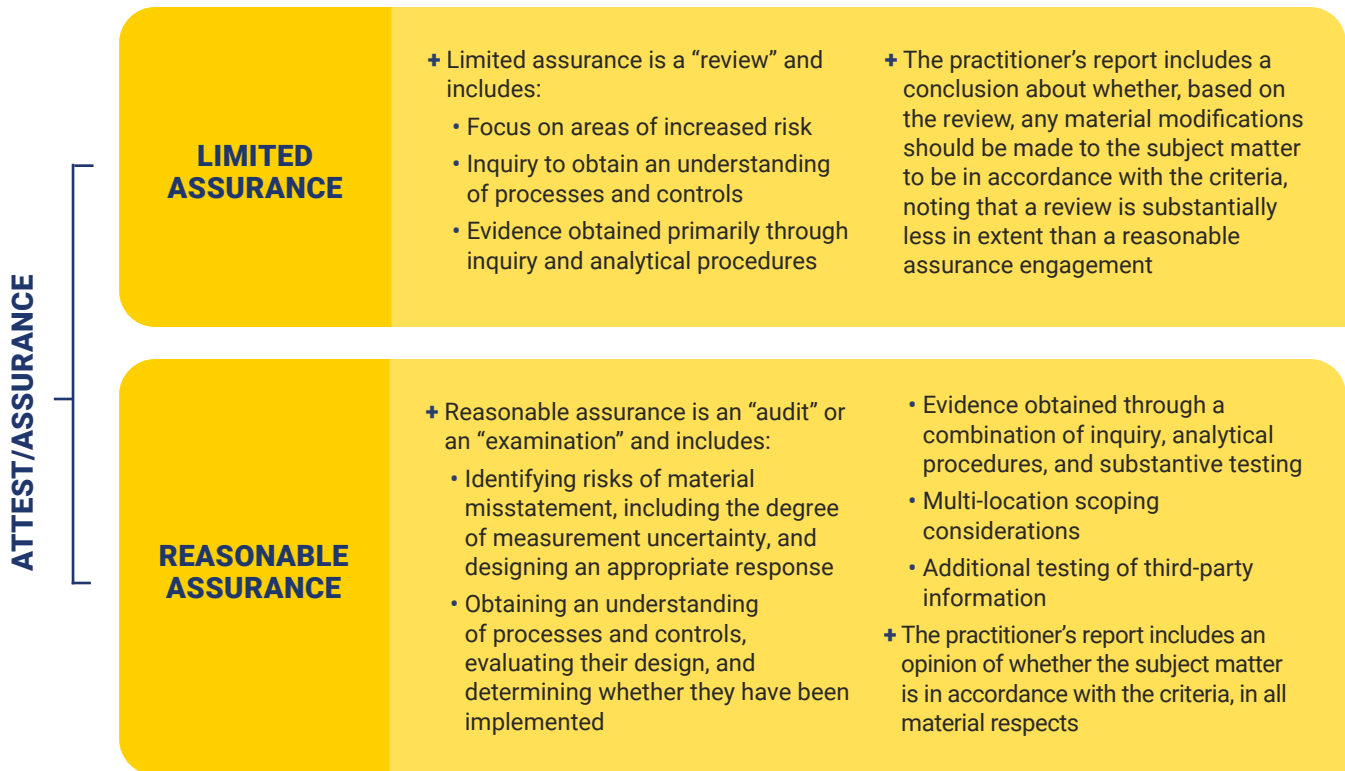 ATTEST/ASSURANCE
LIMITED
ASSURANCE
+ Limited assurance is a “review” and
includes:
• Focus on areas of increased risk
• Inquiry to obtain an understanding
of processes and controls
• Evidence obtained primarily through
inquiry and analytical procedures
+ The practitioner’s report includes a
conclusion about whether, based on
the review, any material modifications
should be made to the subject matter
to be in accordance with the criteria,
noting that a review is substantially
less in extent than a reasonable
assurance engagement
REASONABLE
ASSURANCE
+ Reasonable assurance is an “audit” or
an “examination” and includes:
• Identifying risks of material
misstatement, including the degree
of measurement uncertainty, and
designing an appropriate response
• Obtaining an understanding
of processes and controls,
evaluating their design, and
determining whether they have been
implemented
• Evidence obtained through a
combination of inquiry, analytical
procedures, and substantive testing
• Multi-location scoping
considerations
• Additional testing of third-party
information
+ The practitioner’s report includes an
opinion of whether the subject matter
is in accordance with the criteria, in all
material respects